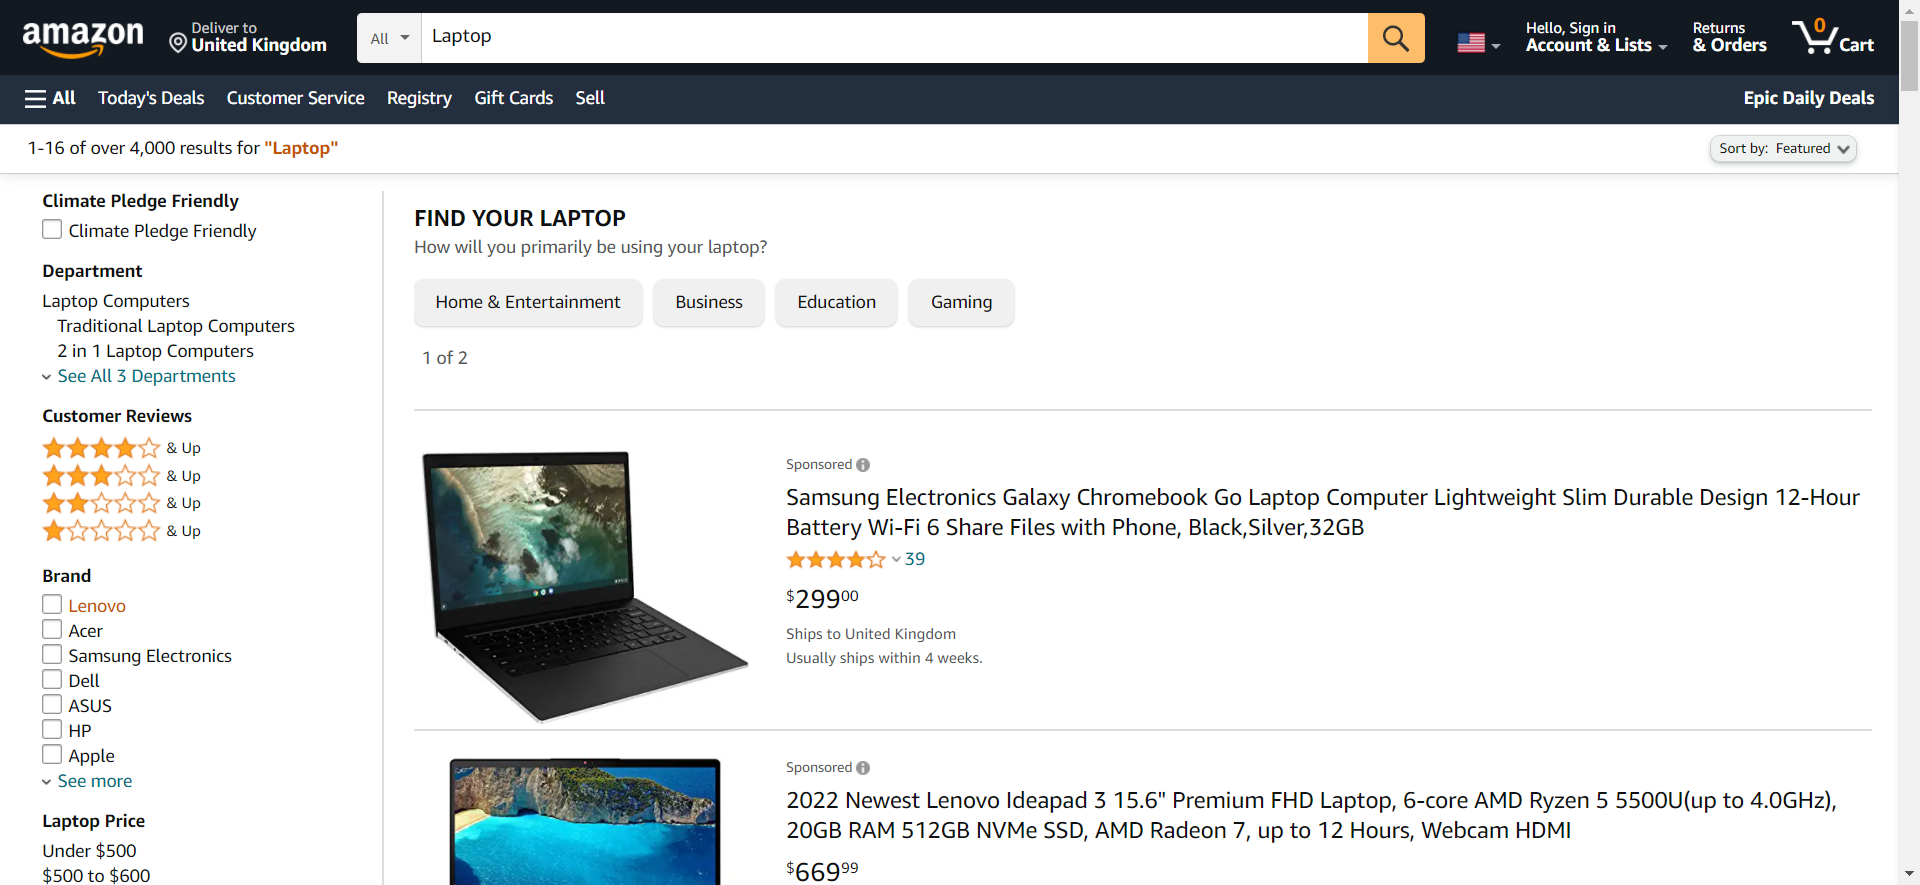 amazon
Deliver to
United Kingdom
All
Laptop
Hello, Sign in
Account & Lists
Returns
& Orders
0
Cart
All
Today's Deals
Customer Service
Registry
Gift Cards
Sell
Epic Daily Deals
1-16 of over 4,000 results for "Laptop"
Sort by: Featured
Climate Pledge Friendly
Climate Pledge Friendly
Department
Laptop Computers
Traditional Laptop Computers
2 in 1 Laptop Computers
See All 3 Departments
Customer Reviews
& Up
& Up
& Up
& Up
Brand
Lenovo
Acer
Samsung Electronics
Dell
ASUS
HP
Apple
See more
Laptop Price
Under $500
$500 to $600
FIND YOUR LAPTOP
How will you primarily be using your laptop?
Home & Entertainment
Business
Education
Gaming
1 of 2
Sponsored
Samsung Electronics Galaxy Chromebook Go Laptop Computer Lightweight Slim Durable Design 12-Hour
Battery Wi-Fi 6 Share Files with Phone, Black,Silver,32GB
39
$29900
Ships to United Kingdom
Usually ships within 4 weeks.
Sponsored
2022 Newest Lenovo Ideapad 3 15.6" Premium FHD Laptop, 6-core AMD Ryzen 5 5500U(up to 4.0GHz),
20GB RAM 512GB NVMe SSD, AMD Radeon 7, up to 12 Hours, Webcam HDMI
$66999